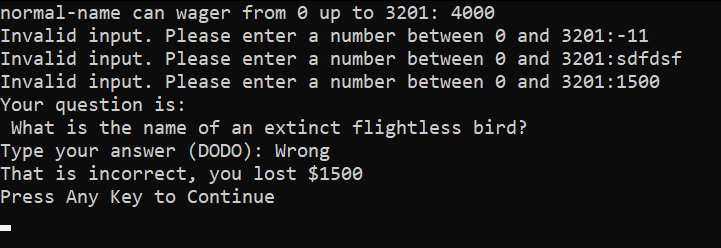 normal-name can wager from 0 up to 3201: 4000
Invalid input. Please enter a number between 0 and 3201:-11
Invalid input. Please enter a number between 0 and 3201:sdfdsf
Invalid input. Please enter a number between 0 and 3201:1500
Your question is:
 What is the name of an extinct flightless bird?
Type your answer (DODO): Wrong
That is incorrect, you lost $1500
Press Any Key to Continue